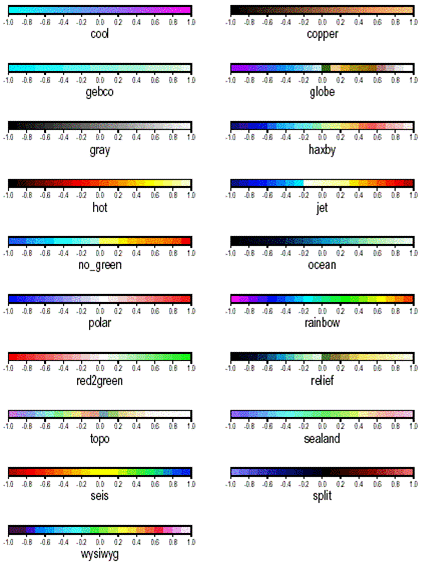 -1.0 -0.8 -0.6 -0.4 -0.2 0.0 0.2 0.4 0.6 0.8 1.0
cool
-1.0 -0.8 -0.6 -0.4 -0.2 0.0 0.2 0.4 0.6 0.8 1.0
copper
-1.0 -0.8 -0.6 -0.4 -0.2 0.0 0.2 0.4 0.6 0.8 1.0
gebco
-1.0 -0.8 -0.6 -0.4 -0.2 0.0 0.2 0.4 0.6 0.8 1.0
globe
-1.0 -0.8 -0.6 -0.4 -0.2 0.0 0.2 0.4 0.6 0.8 1.0
gray
-1.0 -0.8 -0.6 -0.4 -0.2 0.0 0.2 0.4 0.6 0.8 1.0
haxby
-1.0 -0.8 -0.6 -0.4 -0.2 0.0 0.2 0.4 0.6 0.8 1.0
hot
-1.0 -0.8 -0.6 -0.4 -0.2 0.0 0.2 0.4 0.6 0.8 1.0
jet
-1.0 -0.8 -0.6 -0.4 -0.2 0.0 0.2 0.4 0.6 0.8 1.0
no_green
-1.0 -0.8 -0.6 -0.4 -0.2 0.0 0.2 0.4 0.6 0.8 1.0
ocean
-1.0 -0.8 -0.6 -0.4 -0.2 0.0 0.2 0.4 0.6 0.8 1.0
polar
-1.0 -0.8 -0.6 -0.4 -0.2 0.0 0.2 0.4 0.6 0.8 1.0
rainbow
-1.0 -0.8 -0.6 -0.4 -0.2 0.0 0.2 0.4 0.6 0.8 1.0
red2green
-1.0 -0.8 -0.6 -0.4 -0.2 0.0 0.2 0.4 0.6 0.8 1.0
relief
-1.0 -0.8 -0.6 -0.4 -0.2 0.0 0.2 0.4 0.6 0.8 1.0
topo
-1.0 -0.8 -0.6 -0.4 -0.2 0.0 0.2 0.4 0.6 0.8 1.0
sealand
-1.0 -0.8 -0.6 -0.4 -0.2 0.0 0.2 0.4 0.6 0.8 1.0
seis
-1.0 -0.8 -0.6 -0.4 -0.2 0.0 0.2 0.4 0.6 0.8 1.0
split
-1.0 -0.8 -0.6 -0.4 -0.2 0.0 0.2 0.4 0.6 0.8 1.0
wysiwyg